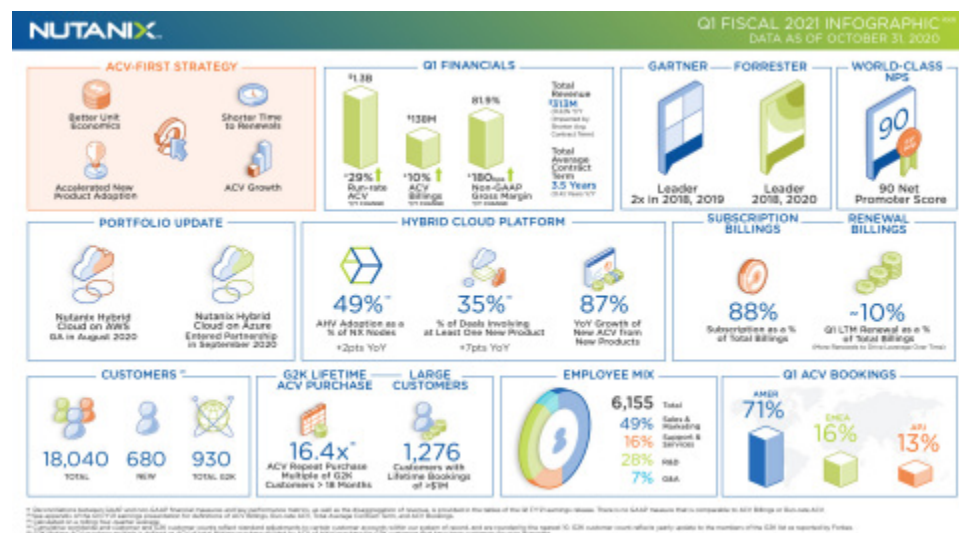 NUTANIX
Q1 FISCAL 2021 INFOGRAPHIC
DATA AS OF OCTOBER 31, 2020
ACV-FIRST STRATEGY
Better Unit
Economics
Shorter Time
to Renewals
Accelerated New
Product Adoption
ACV Growth
Q1 FINANCIALS
$1.3B
$138M
81.9%
29%
Run-rate
ACV
Y/Y CHANGE
10%
ACV
Billings
Y/Y CHANGE
180
Non-GAAP
Gross Margin
Y/Y CHANGE
Total
Revenue
$313M
(Impacted by
Shorter Avg.
Contract Term)
Total
Average
Contract
Term
3.5 Years
GARTNER
Leader
2x in 2018, 2019
FORRESTER
Leader
2018, 2020
WORLD-CLASS
NPS
90
90 Net
Promoter Score
PORTFOLIO UPDATE
Nutanix Hybrid
Cloud on AWS
GA in August 2020
Nutanix Hybrid
Cloud on Azure
Entered Partnership
in September 2020
HYBRID CLOUD PLATFORM
49%
AHV Adoption as a
% of NX Nodes
+2pts YoY
35%
% of Deals Involving
at Least One New Product
+7pts YoY
87%
YoY Growth of
New ACV from
New Products
SUBSCRIPTION
BILLINGS
88%
Subscription as a %
of Total Billings
RENEWAL
BILLINGS
~10%
Q1 LTM Renewal as a %
of Total Billings
CUSTOMERS
18,040
TOTAL
680
NEW
930
TOTAL G2K
G2K LIFETIME
ACV PURCHASE
16.4x
ACV Repeat Purchase
Multiple of G2K
Customers > 18 Months
LARGE
CUSTOMERS
1,276
Customers with
Lifetime Bookings
of >$1M
EMPLOYEE MIX
6,155 Total
49% Sales &
Marketing
16% Support &
Services
28% R&D
7% G&A
Q1 ACV BOOKINGS
AMER
71%
EMEA
16%
APJ
13%